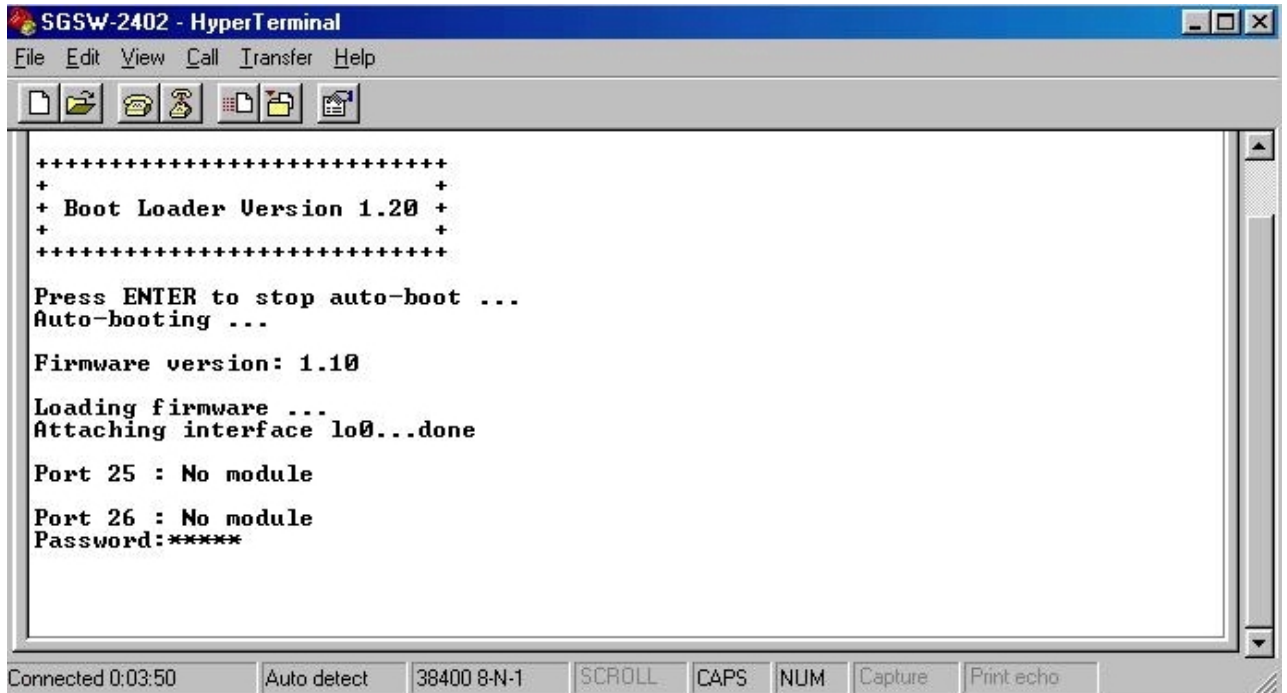 SGSW-2402 - HyperTerminal
File Edit View Call Transfer Help
++++++++++++++++++++++++++++
+ +
+ Boot Loader Version 1.20 +
+ +
++++++++++++++++++++++++++++
Press ENTER to stop auto-boot ...
Auto-booting ...
Firmware version: 1.10
Loading firmware ...
Attaching interface lo0...done
Port 25 : No module
Port 26 : No module
Password:*****
Connected 0:03:50 Auto detect 38400 8-N-1 SCROLL CAPS NUM Capture Print echo